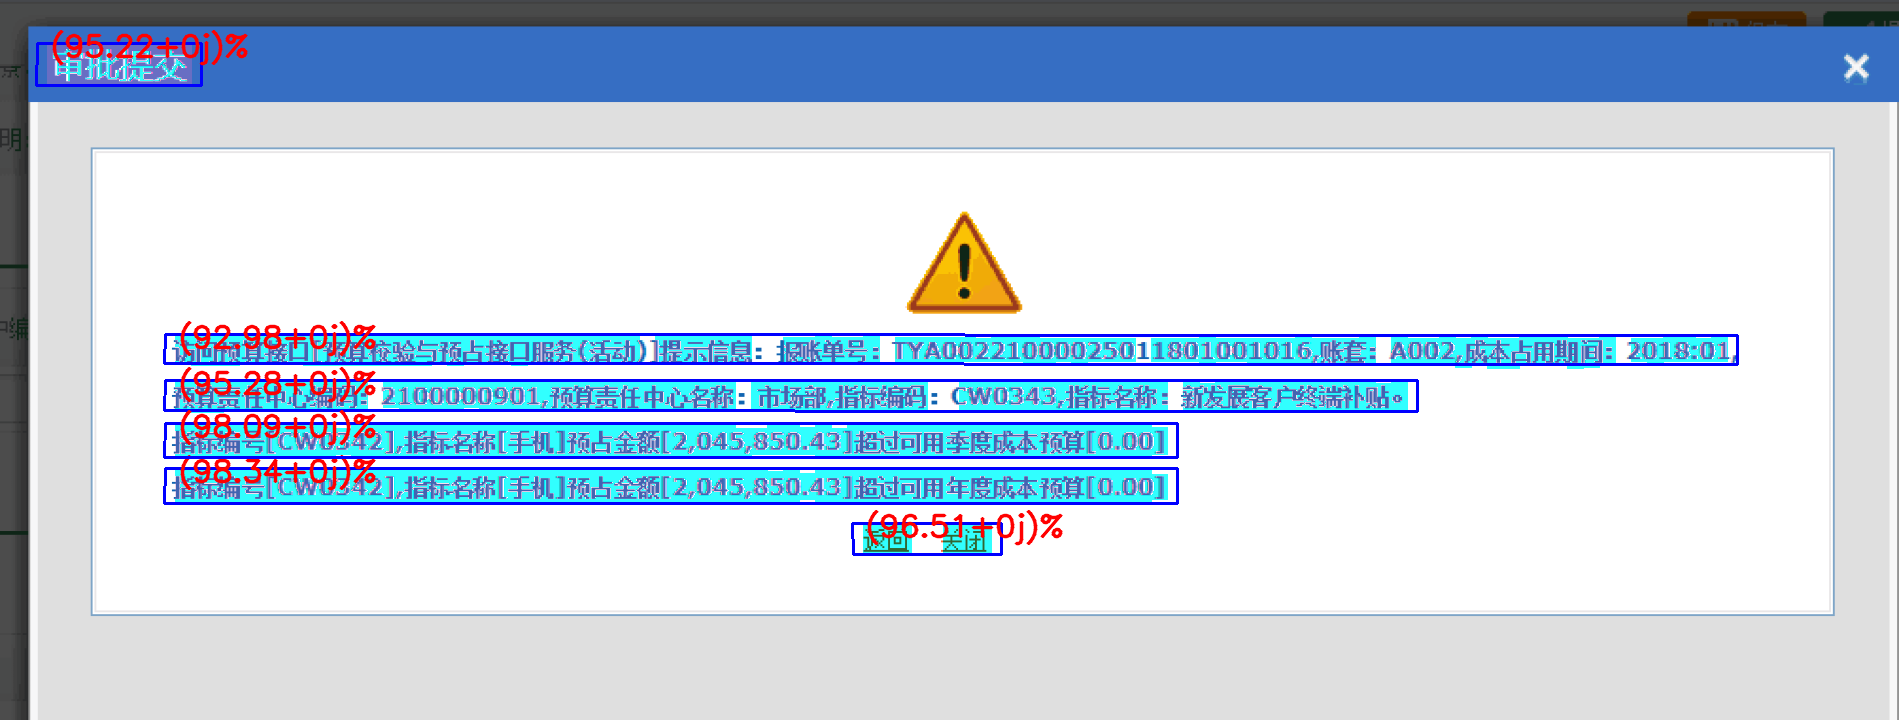 (95.22+0j)%
审批提交
(92.98+0j)%
访问预算接口[预算校验与预占接口服务(活动)]提示信息：报账单号：TYA00221000025011801001016,账套：A002,成本占用期间：2018:01,
(95.28+0j)%
预算责任中心编码：2100000901,预算责任中心名称：市场部,指标编码：CW0343,指标名称：新发展客户终端补贴。
(98.09+0j)%
指标编号[CW0342],指标名称[手机]预占金额[2,045,850.43]超过可用季度成本预算[0.00]
(98.34+0j)%
指标编号[CW0342],指标名称[手机]预占金额[2,045,850.43]超过可用年度成本预算[0.00]
(96.51+0j)%
返回 关闭